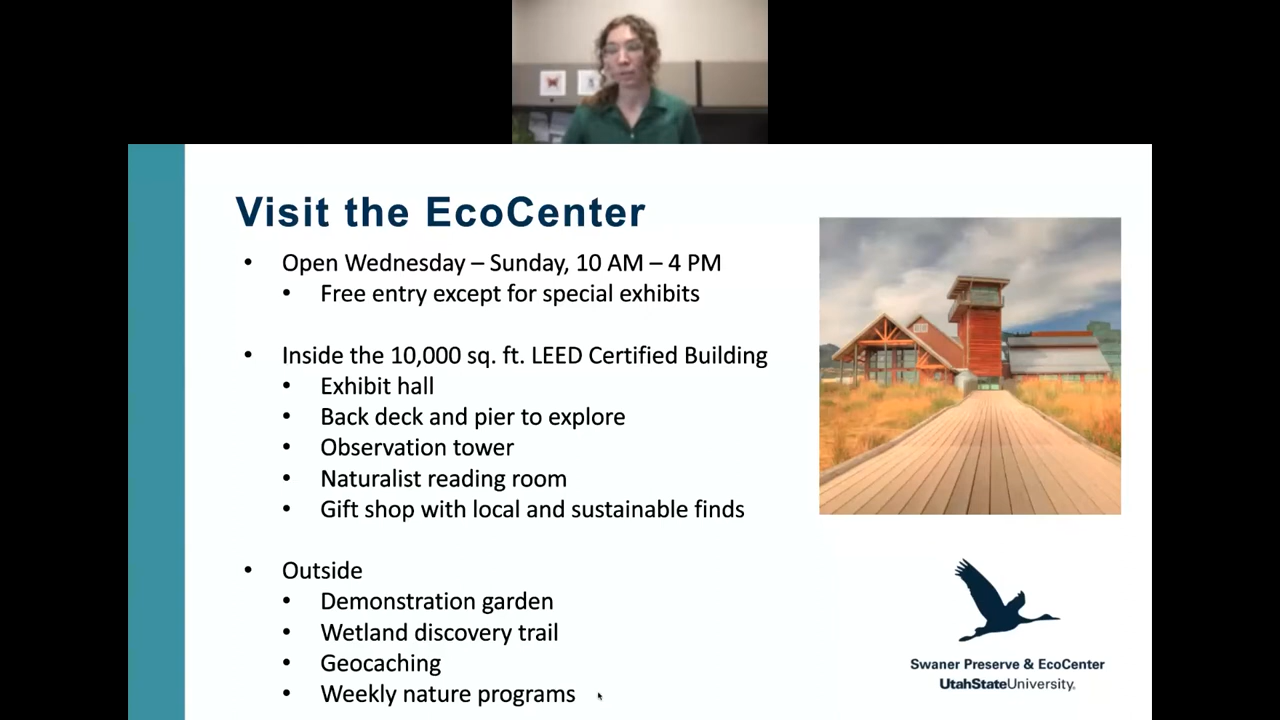 Visit the EcoCenter
• Open Wednesday – Sunday, 10 AM – 4 PM
• Free entry except for special exhibits
• Inside the 10,000 sq. ft. LEED Certified Building
• Exhibit hall
• Back deck and pier to explore
• Observation tower
• Naturalist reading room
• Gift shop with local and sustainable finds
• Outside
• Demonstration garden
• Wetland discovery trail
• Geocaching
• Weekly nature programs
Swaner Preserve & EcoCenter
UtahStateUniversity.